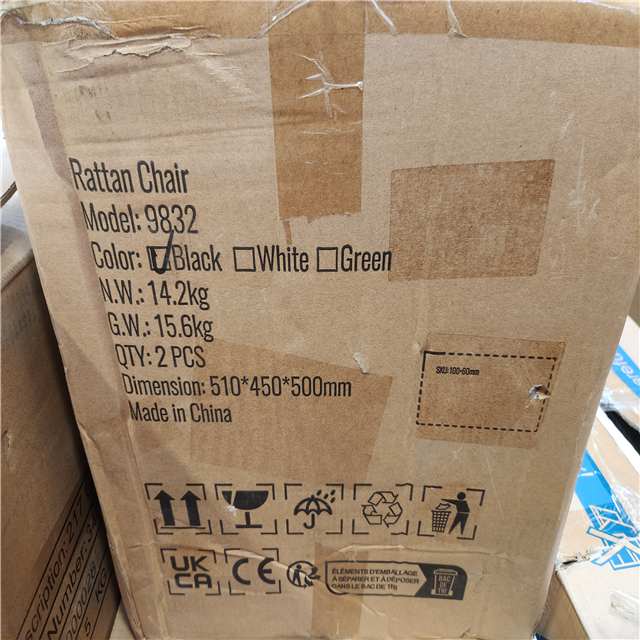 Rattan Chair
Model: 9832
Color: Black White Green
N.W.: 14.2kg
G.W.: 15.6kg
QTY: 2 PCS
Dimension: 510*450*500mm
Made in China
SKU: 100-60mm
UK
CA
CE
ÉLÉMENTS D'EMBALLAGE
À SÉPARER ET À DÉPOSER
DANS LE BAC DE TRI
BAC
DE
TRI